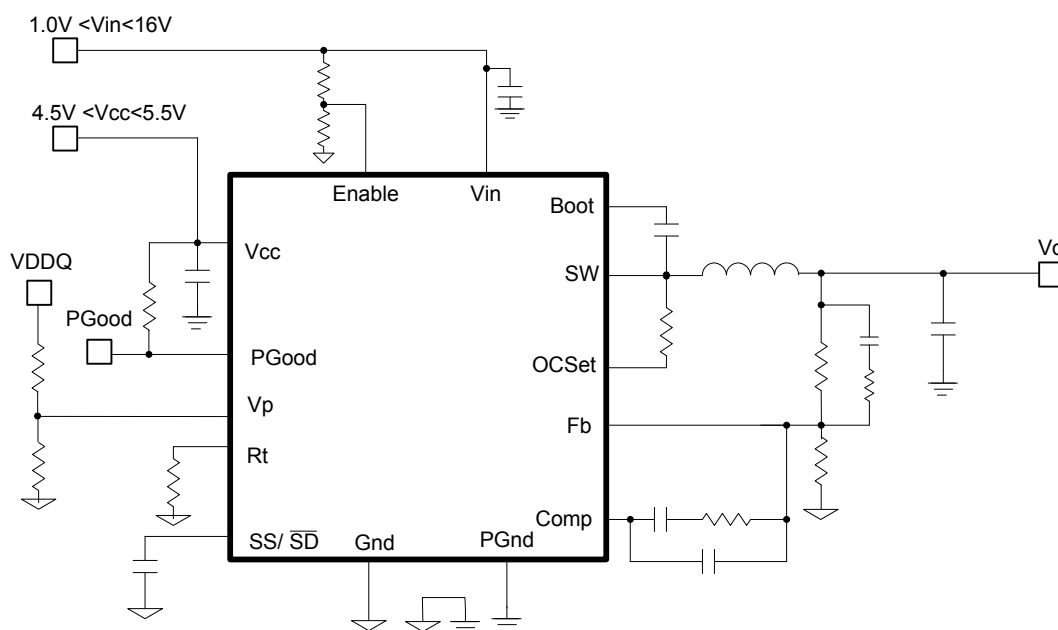 1.0V <Vin<16V
4.5V <Vcc<5.5V
Enable
Vin
Boot
Vcc
SW
Vo
VDDQ
PGood
PGood
OCSet
Vp
Fb
Rt
Comp
SS/ SD
Gnd
PGnd